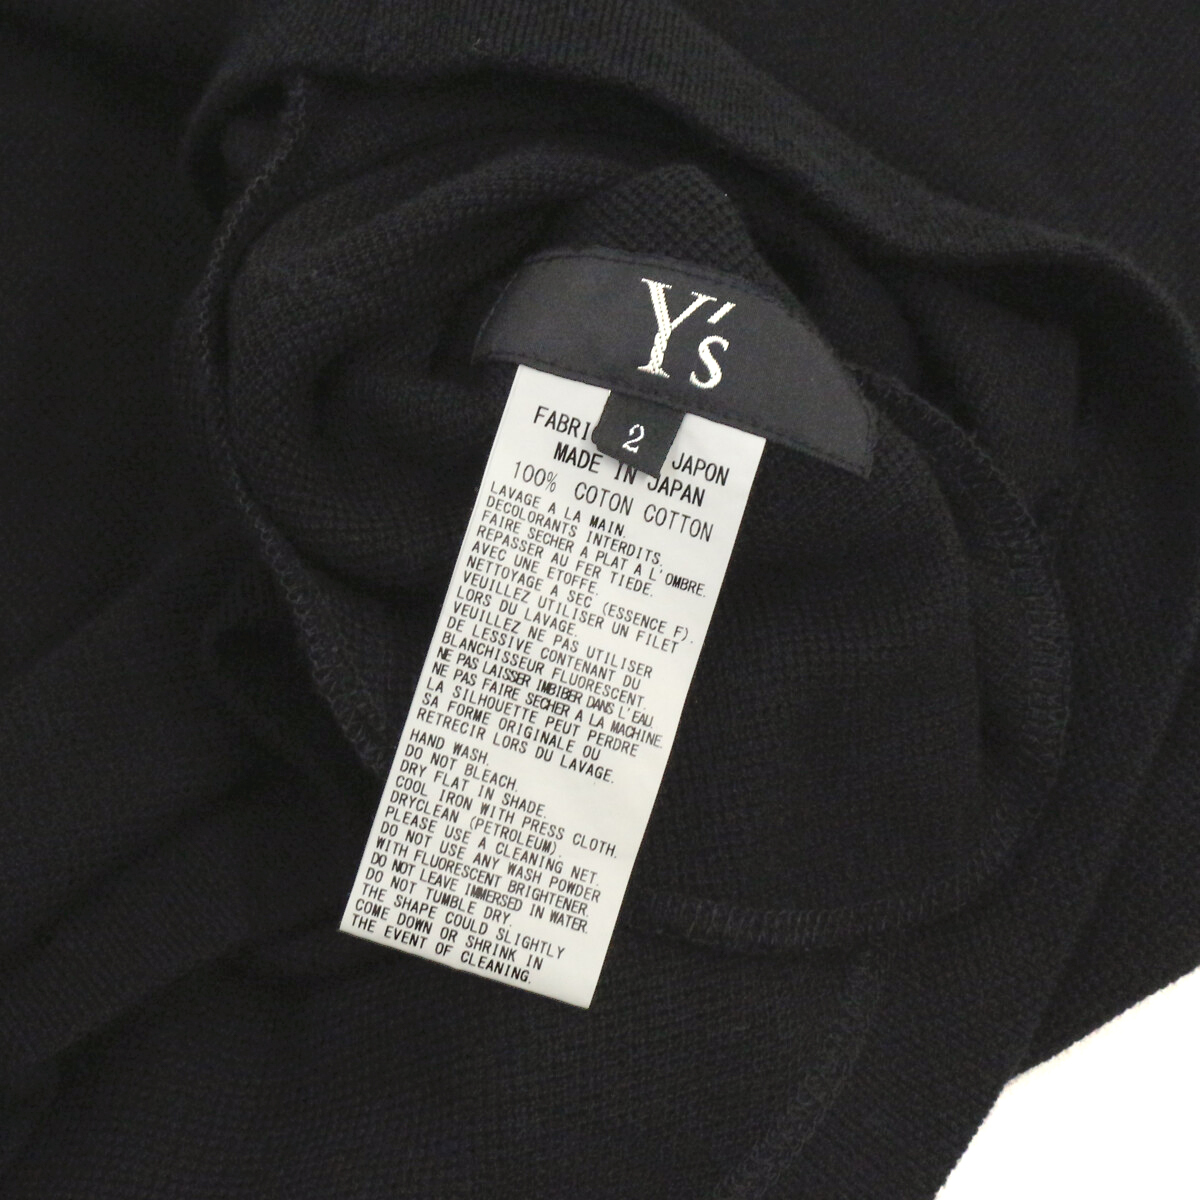 Y's
2
FABRI JAPON
MADE IN JAPAN
100% COTON COTTON
LAVAGE A LA MAIN.
DECOLORANTS INTERDITS.
FAIRE SECHER A PLAT A L'OMBRE.
REPASSER AU FER TIEDE.
AVEC UNE ETOFFE.
NETTOYAGE A SEC (ESSENCE F).
VEUILLEZ UTILISER UN FILET
LORS DU LAVAGE.
VEUILLEZ NE PAS UTILISER
DE LESSIVE CONTENANT DU
BLANCHISSEUR FLUORESCENT.
NE PAS LAISSER IMBIBER DANS L'EAU.
NE PAS FAIRE SECHER A LA MACHINE.
LA SILHOUETTE PEUT PERDRE
SA FORME ORIGINALE OU
RETRECIR LORS DU LAVAGE.
HAND WASH.
DO NOT BLEACH.
DRY FLAT IN SHADE.
COOL IRON WITH PRESS CLOTH.
DRYCLEAN (PETROLEUM).
PLEASE USE A CLEANING NET.
DO NOT USE ANY WASH POWDER
WITH FLUORESCENT BRIGHTENER.
DO NOT LEAVE IMMERSED IN WATER.
DO NOT TUMBLE DRY.
THE SHAPE COULD SLIGHTLY
COME DOWN OR SHRINK IN
THE EVENT OF CLEANING.